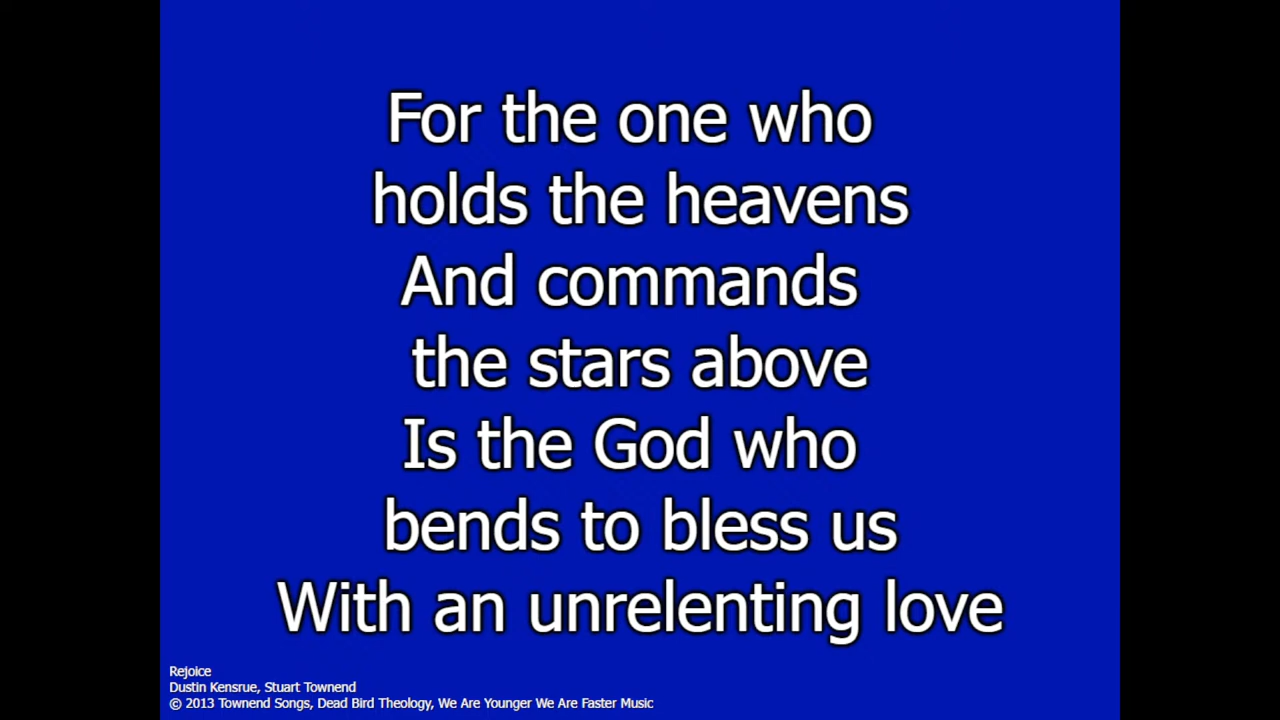 For the one who
holds the heavens
And commands
the stars above
Is the God who
bends to bless us
With an unrelenting love
Rejoice
Dustin Kensrue, Stuart Townend
© 2013 Townend Songs, Dead Bird Theology, We Are Younger We Are Faster Music